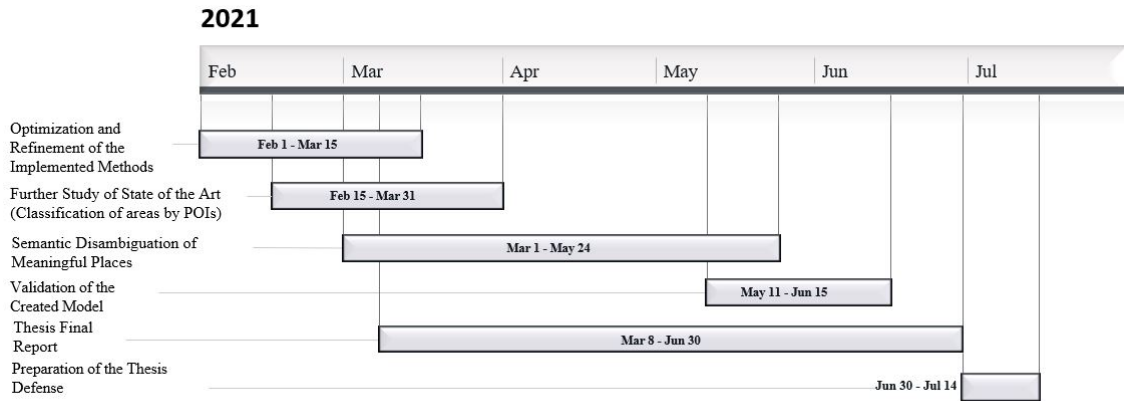 2021
Feb
Mar
Apr
May
Jun
Jul
Optimization and
Refinement of the
Implemented Methods
Feb 1 - Mar 15
Further Study of State of the Art
(Classification of areas by POIs)
Feb 15 - Mar 31
Semantic Disambiguation of
Meaningful Places
Mar 1 - May 24
Validation of the
Created Model
May 11 - Jun 15
Thesis Final
Report
Mar 8 - Jun 30
Preparation of the Thesis
Defense
Jun 30 - Jul 14